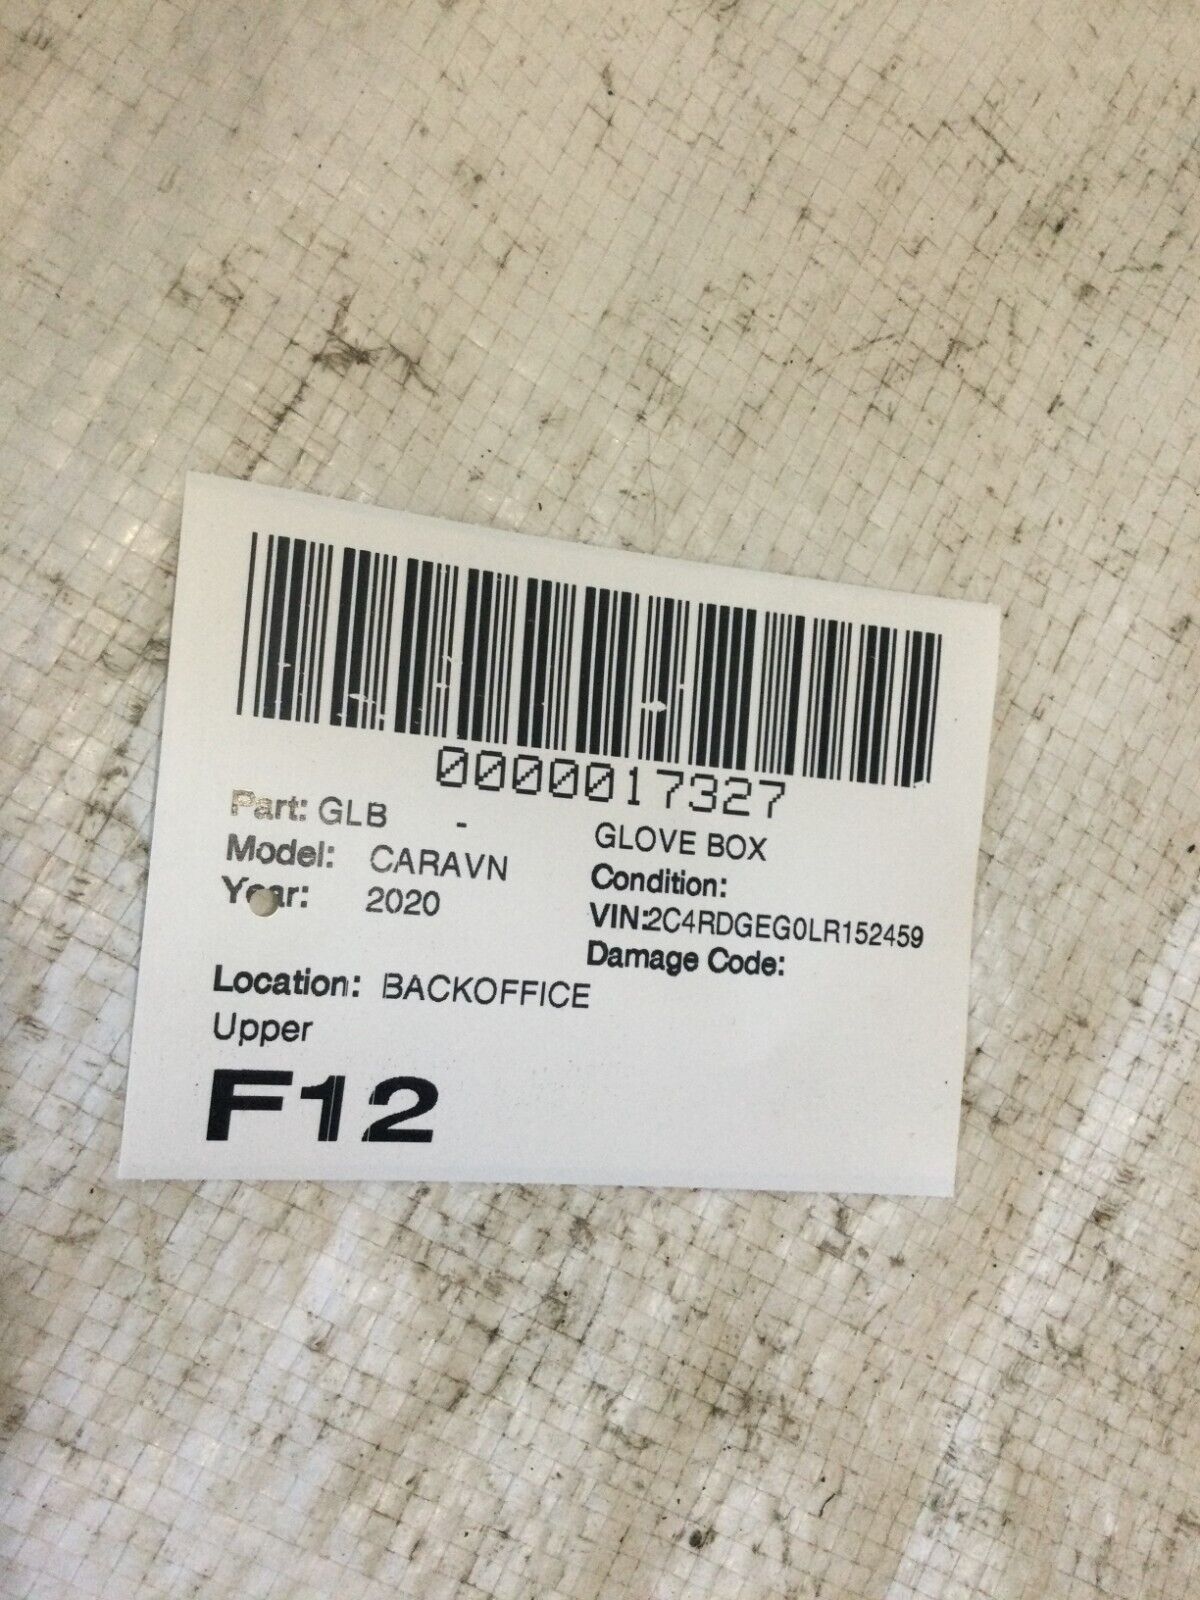 0000017327
Part: GLB - GLOVE BOX
Model: CARAVN Condition:
Year: 2020 VIN:2C4RDGEG0LR152459
Damage Code:
Location: BACKOFFICE
Upper
F12